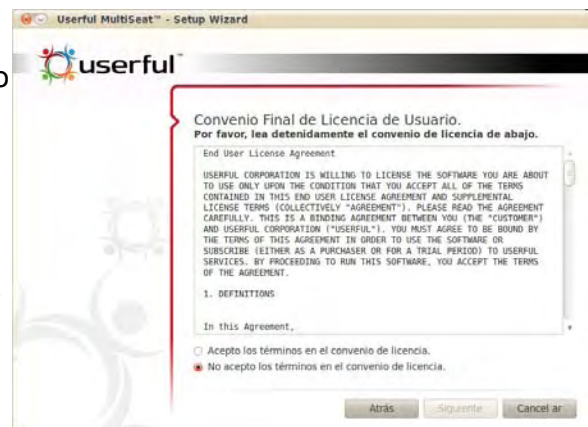 Userful MultiSeat™ - Setup Wizard
userful™
o
Convenio Final de Licencia de Usuario.
Por favor, lea detenidamente el convenio de licencia de abajo.
End User License Agreement
USERFUL CORPORATION IS WILLING TO LICENSE THE SOFTWARE YOU ARE ABOUT
TO USE ONLY UPON THE CONDITION THAT YOU ACCEPT ALL OF THE TERMS
CONTAINED IN THIS END USER LICENSE AGREEMENT AND SUPPLEMENTAL
LICENSE TERMS (COLLECTIVELY "AGREEMENT"). PLEASE READ THE AGREEMENT
CAREFULLY. THIS IS A BINDING AGREEMENT BETWEEN YOU (THE "CUSTOMER")
AND USERFUL CORPORATION ("USERFUL"). YOU MUST AGREE TO BE BOUND BY
THE TERMS OF THIS AGREEMENT IN ORDER TO USE THE SOFTWARE OR
SUBSCRIBE (EITHER AS A PURCHASER OR FOR A TRIAL PERIOD) TO USERFUL
SERVICES. BY PROCEEDING TO RUN THIS SOFTWARE, YOU ACCEPT THE TERMS
OF THE AGREEMENT.
1. DEFINITIONS
In this Agreement,
Acepto los términos en el convenio de licencia.
No acepto los términos en el convenio de licencia.
Atrás Siguiente Cancel ar